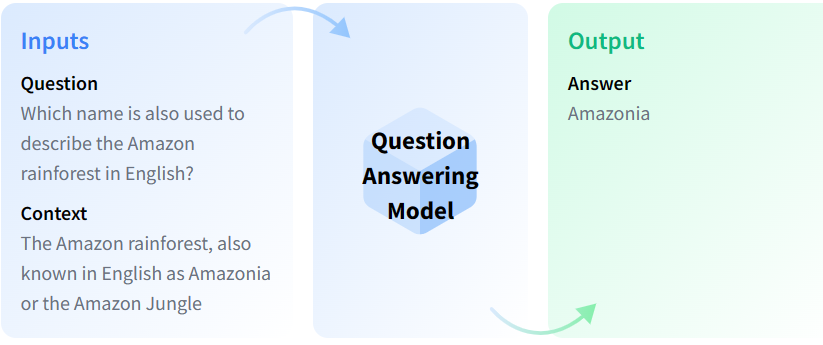 Inputs
Question
Which name is also used to
describe the Amazon
rainforest in English?
Context
The Amazon rainforest, also
known in English as Amazonia
or the Amazon Jungle
Question
Answering
Model
Output
Answer
Amazonia